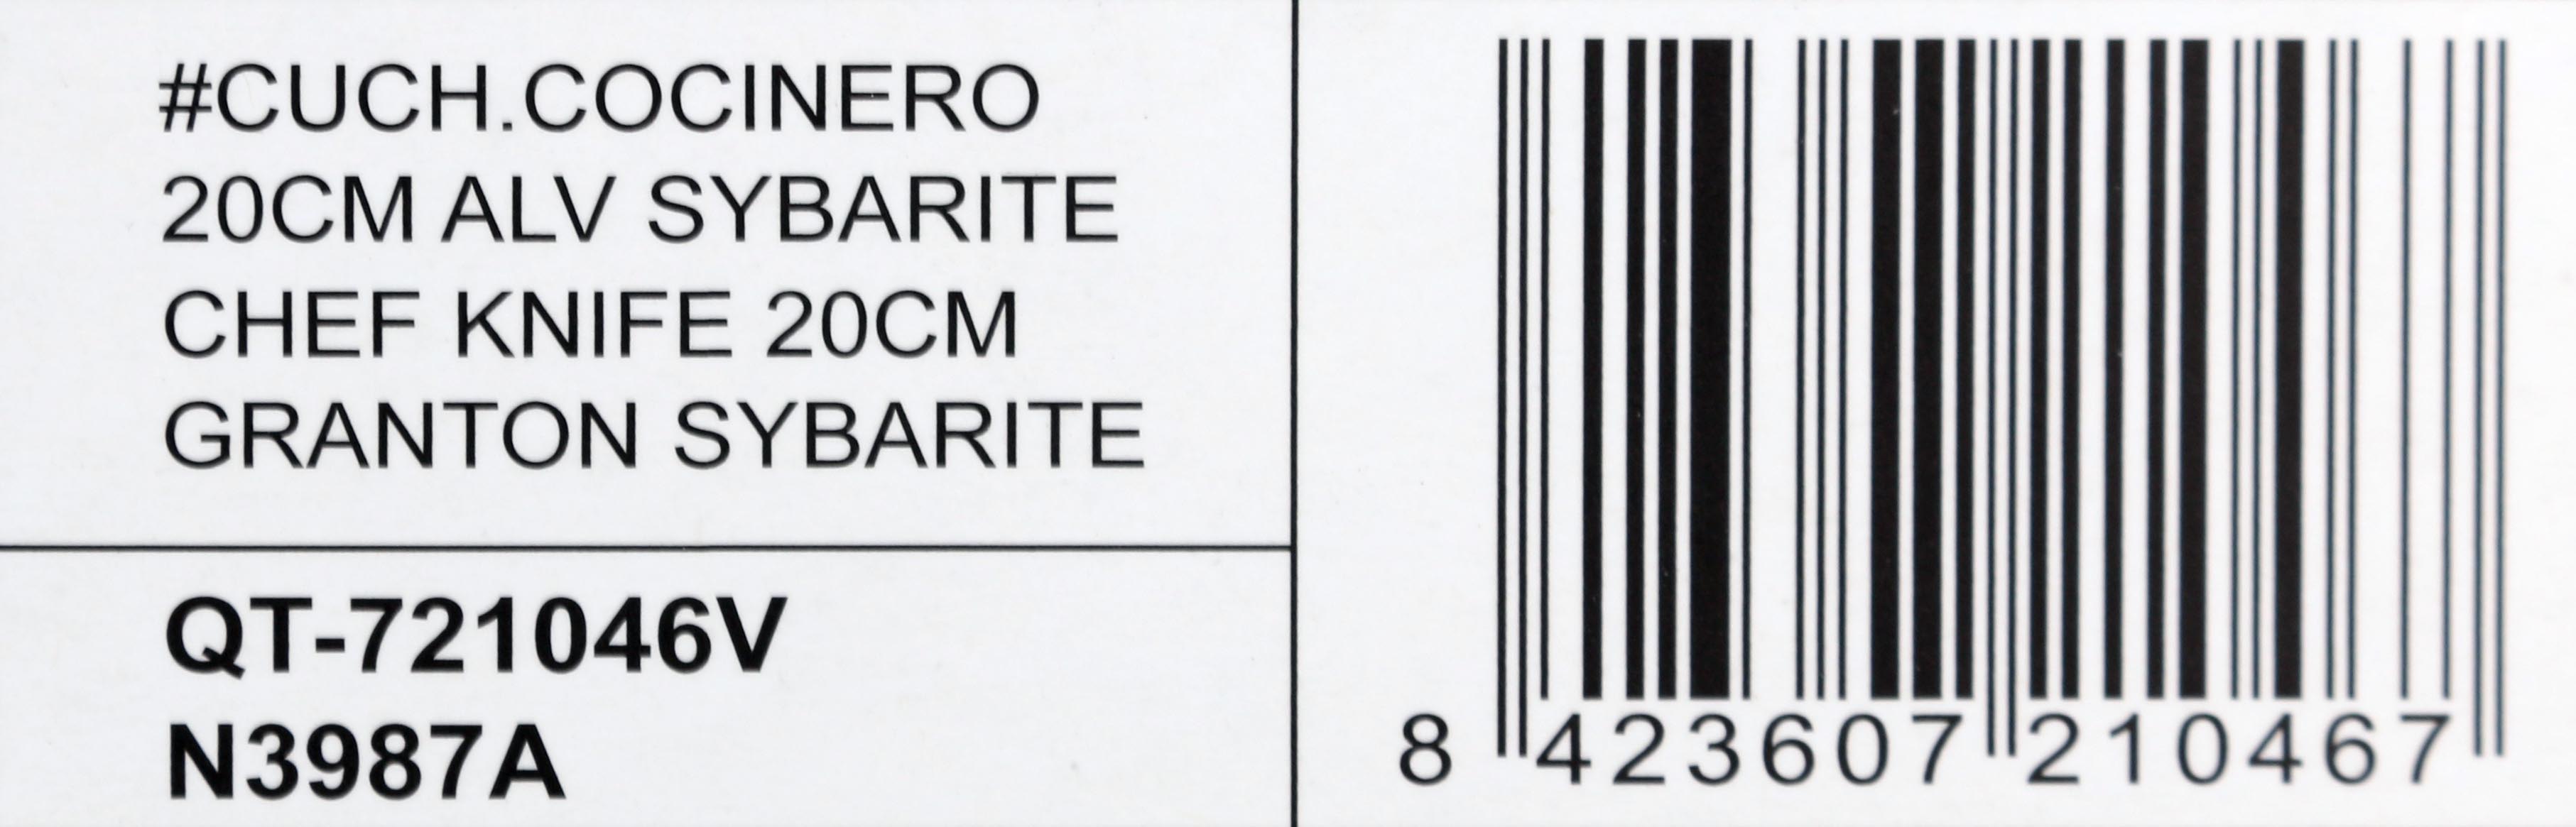 #CUCH.COCINERO
20CM ALV SYBARITE
CHEF KNIFE 20CM
GRANTON SYBARITE
QT-721046V
N3987A
8 423607 210467